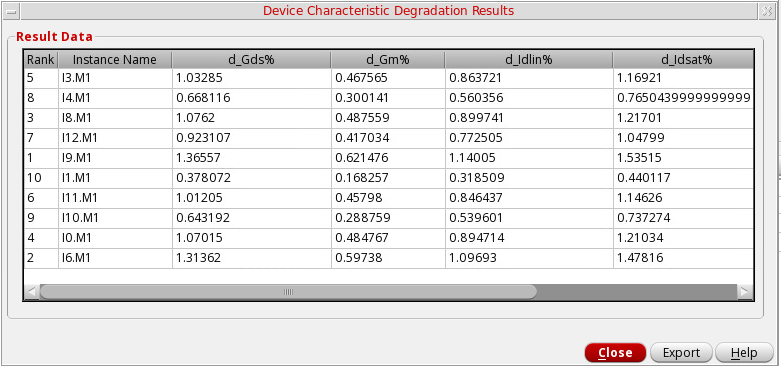 Device Characteristic Degradation Results
Result Data
Rank Instance Name d_Gds% d_Gm% d_Idlin% d_Idsat%
5 I3.M1 1.03285 0.467565 0.863721 1.16921
8 I4.M1 0.668116 0.300141 0.560356 0.7650439999999999
3 I8.M1 1.0762 0.487559 0.899741 1.21701
7 I12.M1 0.923107 0.417034 0.772505 1.04799
1 I9.M1 1.36557 0.621476 1.14005 1.53515
10 I1.M1 0.378072 0.168257 0.318509 0.440117
6 I11.M1 1.01205 0.45798 0.846437 1.14626
9 I10.M1 0.643192 0.288759 0.539601 0.737274
4 I0.M1 1.07015 0.484767 0.894714 1.21034
2 I6.M1 1.31362 0.59738 1.09693 1.47816
Close Export Help